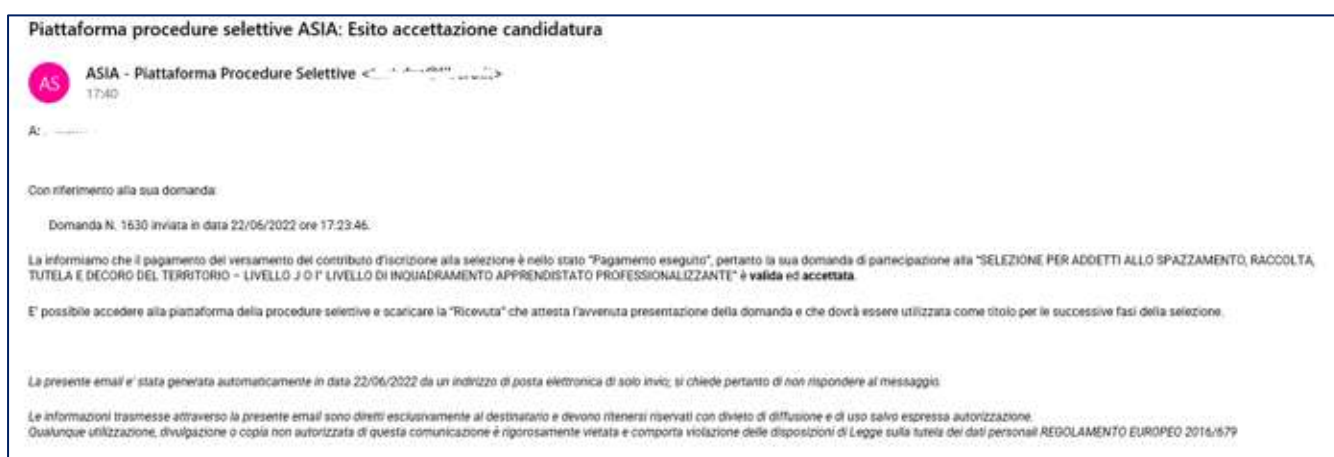 Piattaforma procedure selettive ASIA: Esito accettazione candidatura
AS
ASIA - Piattaforma Procedure Selettive <
17:40
A:
Con riferimento alla sua domanda:
Domanda N. 1630 inviata in data 22/06/2022 ore 17:23:46.
La informiamo che il pagamento del versamento del contributo d'iscrizione alla selezione è nello stato "Pagamento eseguito", pertanto la sua domanda di partecipazione alla "SELEZIONE PER ADDETTI ALLO SPAZZAMENTO, RACCOLTA,
TUTELA E DECORO DEL TERRITORIO – LIVELLO J O I° LIVELLO DI INQUADRAMENTO APPRENDISTATO PROFESSIONALIZZANTE" è valida ed accettata.
E' possibile accedere alla piattaforma della procedure selettive e scaricare la "Ricevuta" che attesta l'avvenuta presentazione della domanda e che dovrà essere utilizzata come titolo per le successive fasi della selezione.
La presente email e' stata generata automaticamente in data 22/06/2022 da un indirizzo di posta elettronica di solo invio; si chiede pertanto di non rispondere al messaggio.
Le informazioni trasmesse attraverso la presente email sono diretti esclusivamente al destinatario e devono ritenersi riservati con divieto di diffusione e di uso salvo espressa autorizzazione.
Qualunque utilizzazione, divulgazione o copia non autorizzata di questa comunicazione è rigorosamente vietata e comporta violazione delle disposizioni di Legge sulla tutela dei dati personali REGOLAMENTO EUROPEO 2016/679